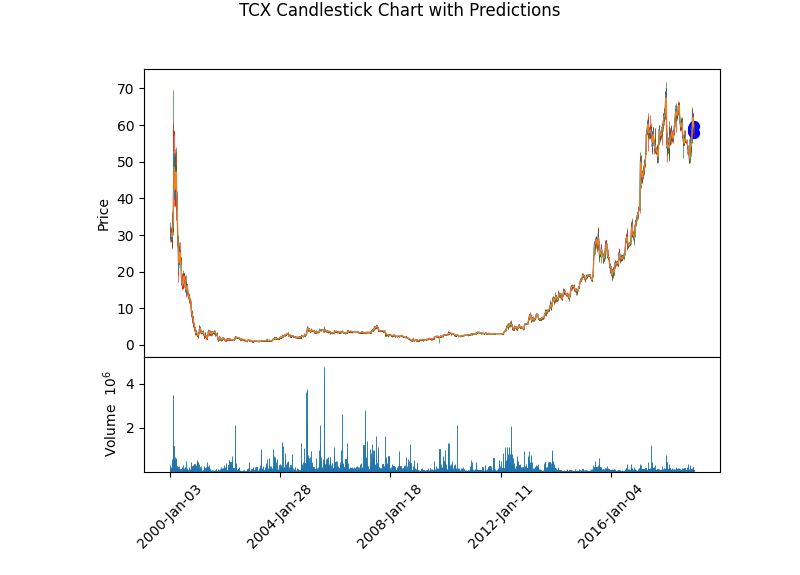 TCX Candlestick Chart with Predictions
70
60
50
40
30
20
10
0
Price
4
2
Volume 10^6
2000-Jan-03
2004-Jan-28
2008-Jan-18
2012-Jan-11
2016-Jan-04